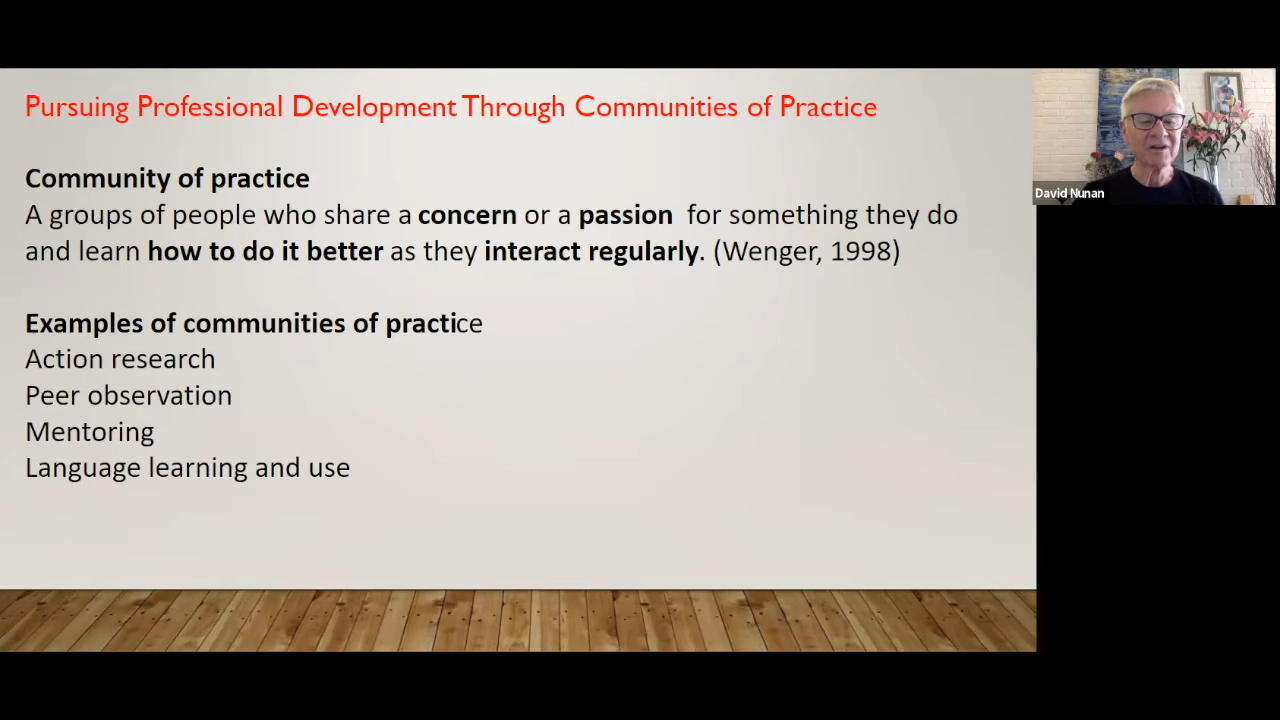 Pursuing Professional Development Through Communities of Practice
Community of practice
A groups of people who share a concern or a passion for something they do
and learn how to do it better as they interact regularly. (Wenger, 1998)
Examples of communities of practice
Action research
Peer observation
Mentoring
Language learning and use
David Nunan